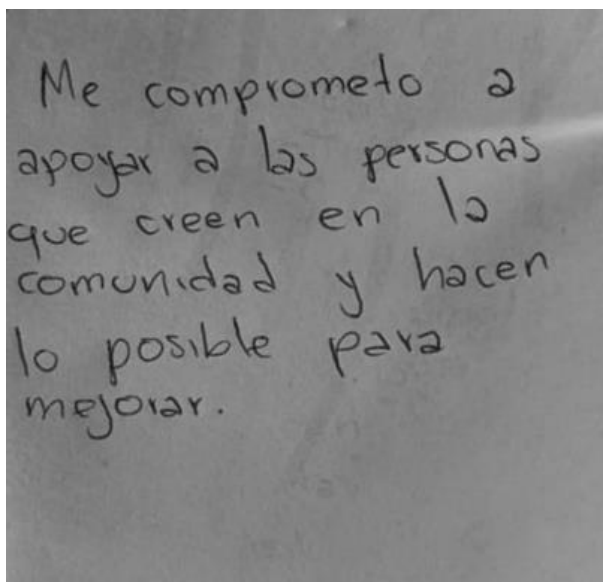 Me comprometo a
apoyar a las personas
que creen en la
comunidad y hacen
lo posible para
mejorar.